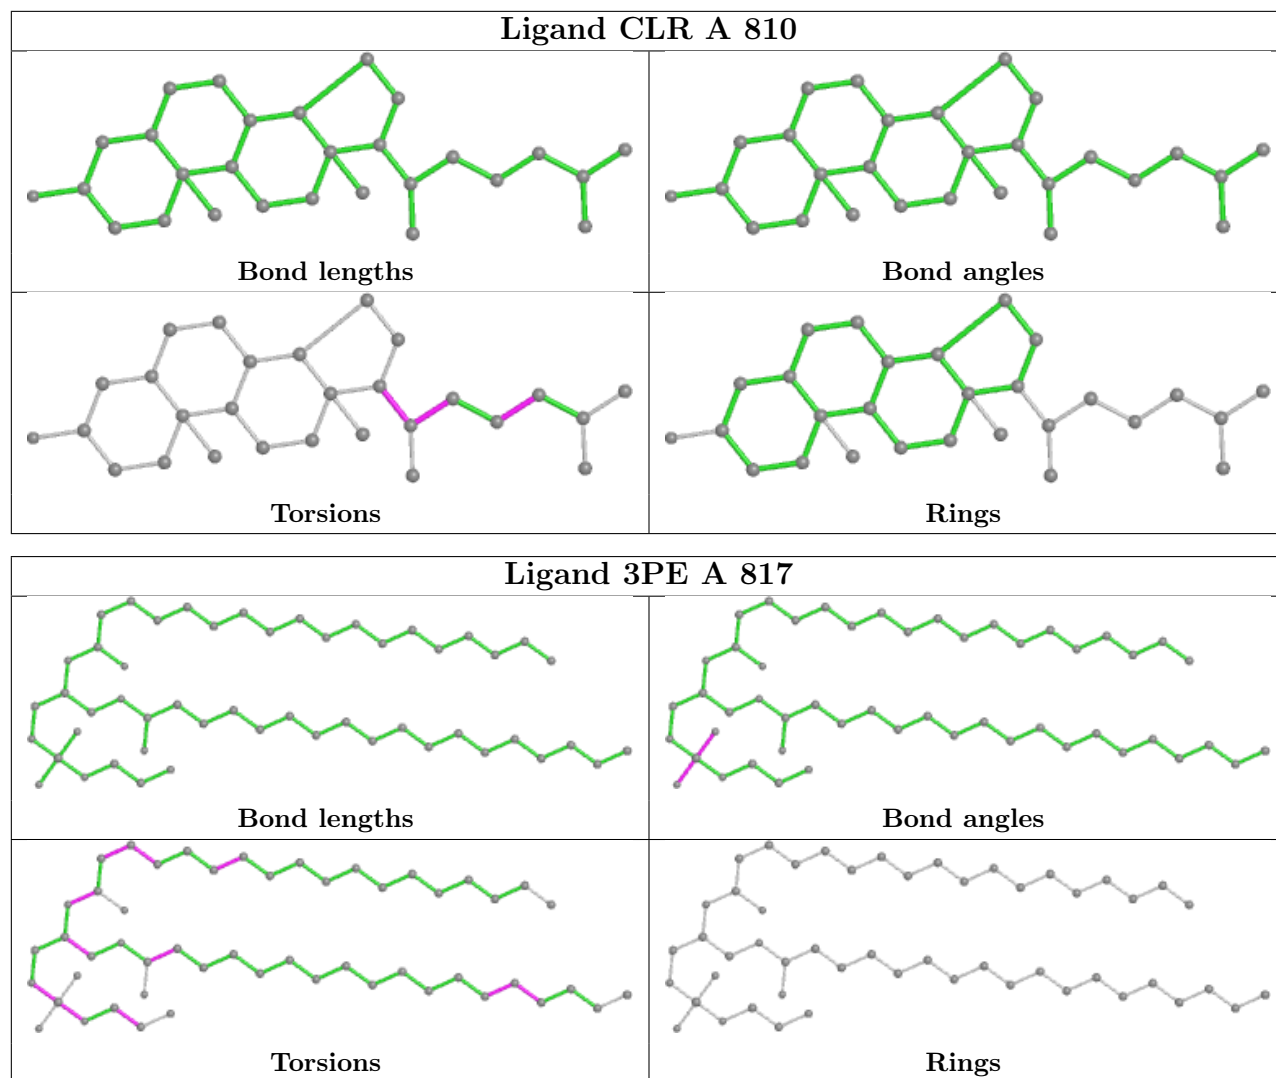 Ligand CLR A 810
Bond lengths
Bond angles
Torsions
Rings
Ligand 3PE A 817
Bond lengths
Bond angles
Torsions
Rings